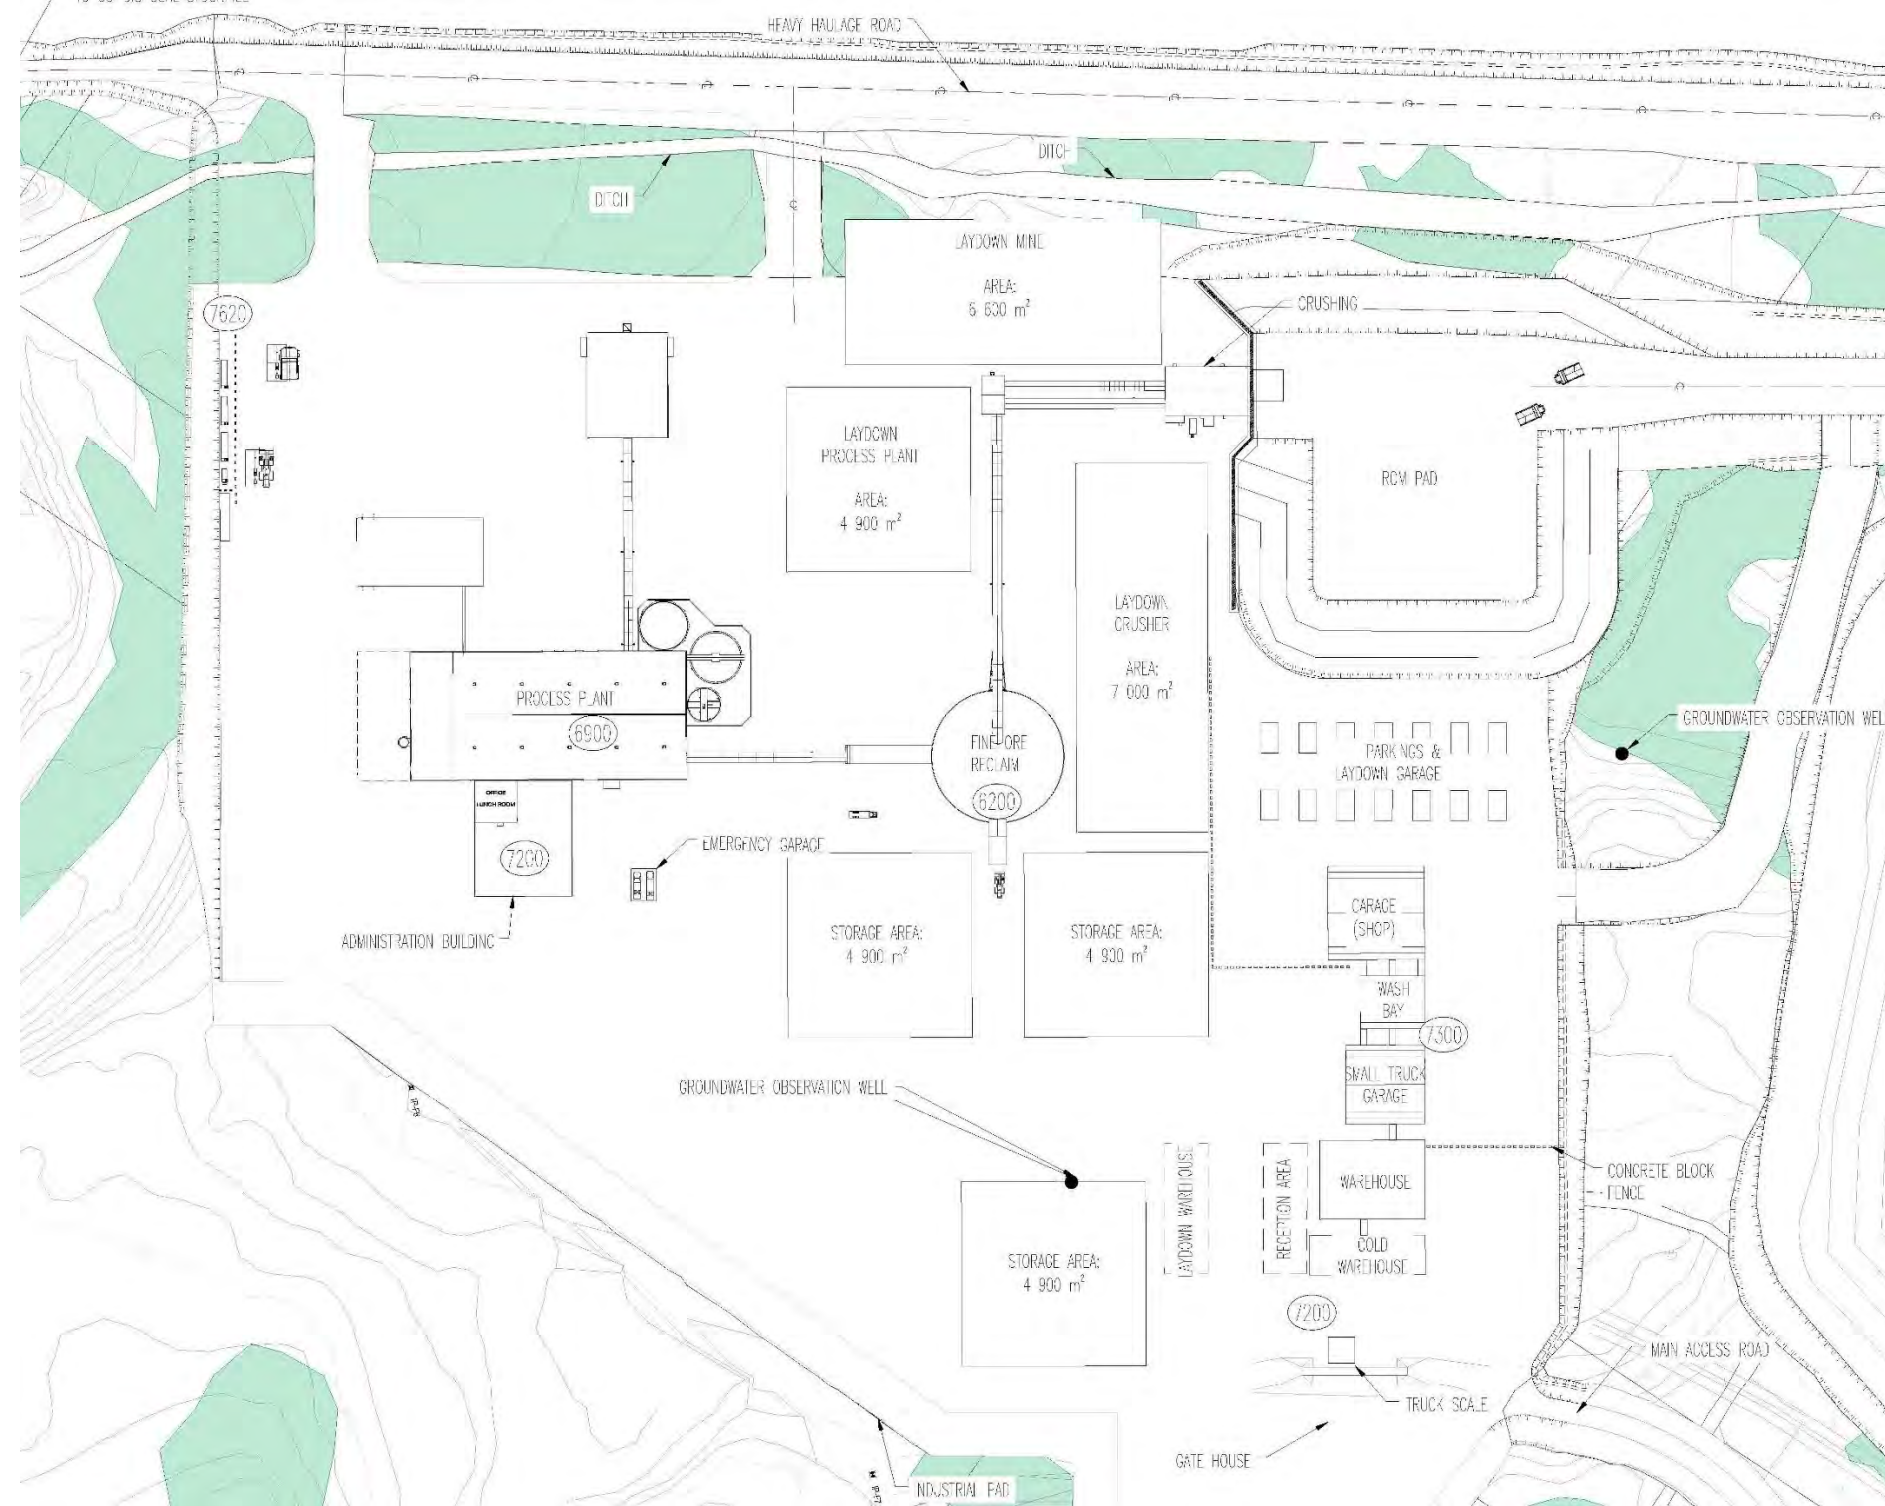 HEAVY HAULAGE ROAD
DITCH
DITCH
LAYDOWN MINE
AREA:
6 600 m²
7620
CRUSHING
LAYDOWN
PROCESS PLANT
AREA:
4 900 m²
ROM PAD
LAYDOWN
CRUSHER
AREA:
7 000 m²
PROCESS PLANT
6900
GROUNDWATER OBSERVATION WEL
FINE ORE
RECLAIM
6200
PARKINGS &
LAYDOWN GARAGE
OFFICE
LUNCH ROOM
7200
EMERGENCY GARAGE
ADMINISTRATION BUILDING
STORAGE AREA:
4 900 m²
STORAGE AREA:
4 900 m²
GARAGE
(SHOP)
WASH
BAY
7300
SMALL TRUCK
GARAGE
GROUNDWATER OBSERVATION WELL
LAYDOWN WAREHOUSE
RECEPTION AREA
WAREHOUSE
CONCRETE BLOCK
FENCE
COLD
WAREHOUSE
STORAGE AREA:
4 900 m²
7200
MAIN ACCESS ROAD
TRUCK SCALE
GATE HOUSE
INDUSTRIAL PAD